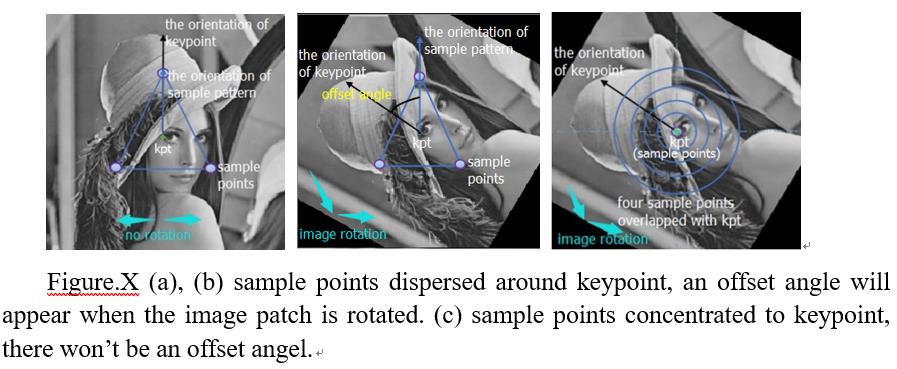 the orientation of
keypoint
the orientation of
sample pattern
kpt
sample
points
no rotation
the orientation of
sample pattern
the orientation
of keypoint
offset angle
kpt
sample
points
image rotation
the orientation
of keypoint
kpt
(sample points)
four sample points
overlapped with kpt
image rotation
Figure.X (a), (b) sample points dispersed around keypoint, an offset angle will
appear when the image patch is rotated. (c) sample points concentrated to keypoint,
there won’t be an offset angel.